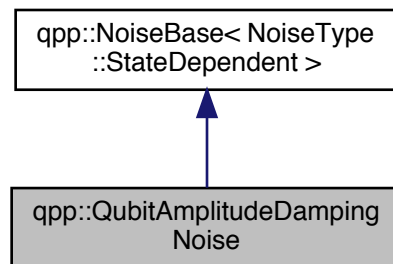 qpp::NoiseBase< NoiseType
::StateDependent >
qpp::QubitAmplitudeDamping
Noise